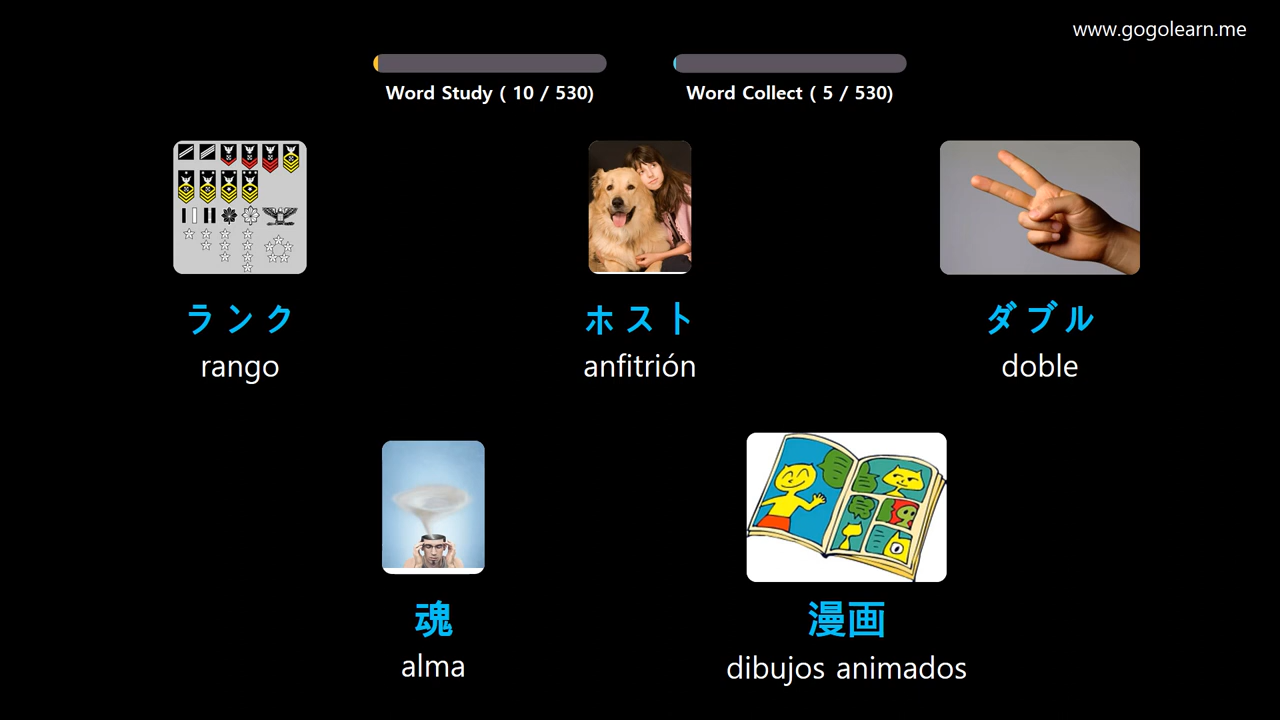 www.gogolearn.me
Word Study ( 10 / 530)
Word Collect ( 5 / 530)
ランク
rango
ホスト
anfitrión
ダブル
doble
魂
alma
漫画
dibujos animados